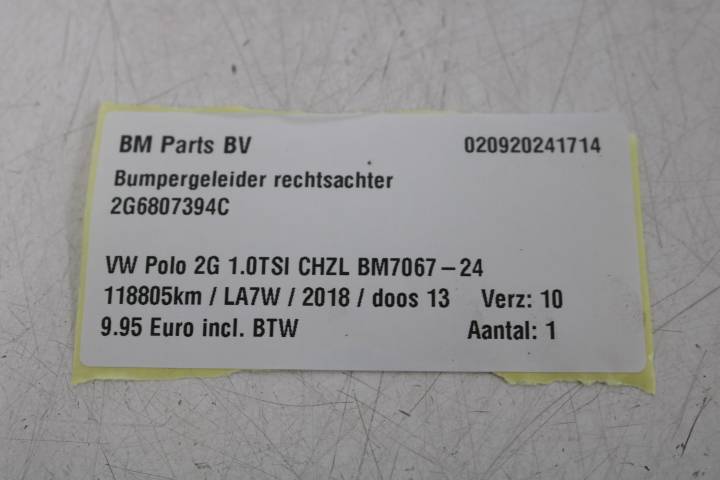 BM Parts BV 020920241714
Bumpergeleider rechtsachter
2G6807394C
VW Polo 2G 1.0TSI CHZL BM7067-24
118805km / LA7W / 2018 / doos 13 Verz: 10
9.95 Euro incl. BTW Aantal: 1